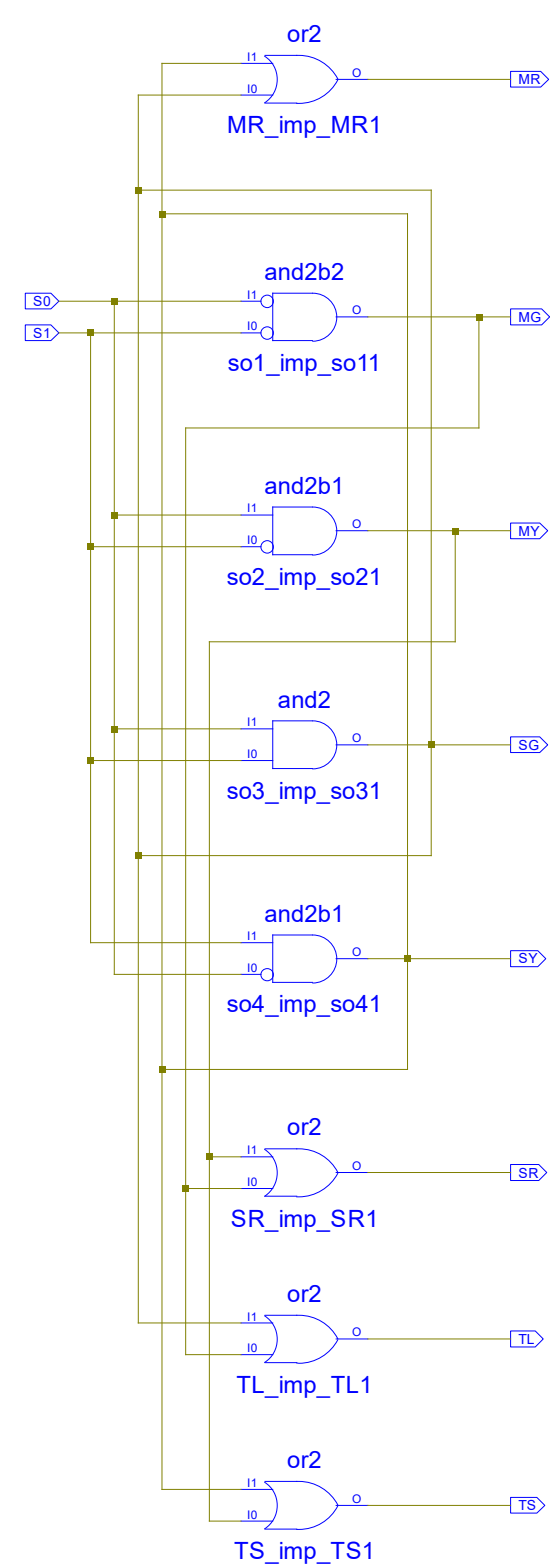 or2
I1
O
MR
I0
MR_imp_MR1
and2b2
S0
I1
O
MG
S1
I0
so1_imp_so11
and2b1
I1
O
MY
I0
so2_imp_so21
and2
I1
O
SG
I0
so3_imp_so31
and2b1
I1
O
SY
I0
so4_imp_so41
or2
I1
O
SR
I0
SR_imp_SR1
or2
I1
O
TL
I0
TL_imp_TL1
or2
I1
O
TS
I0
TS_imp_TS1